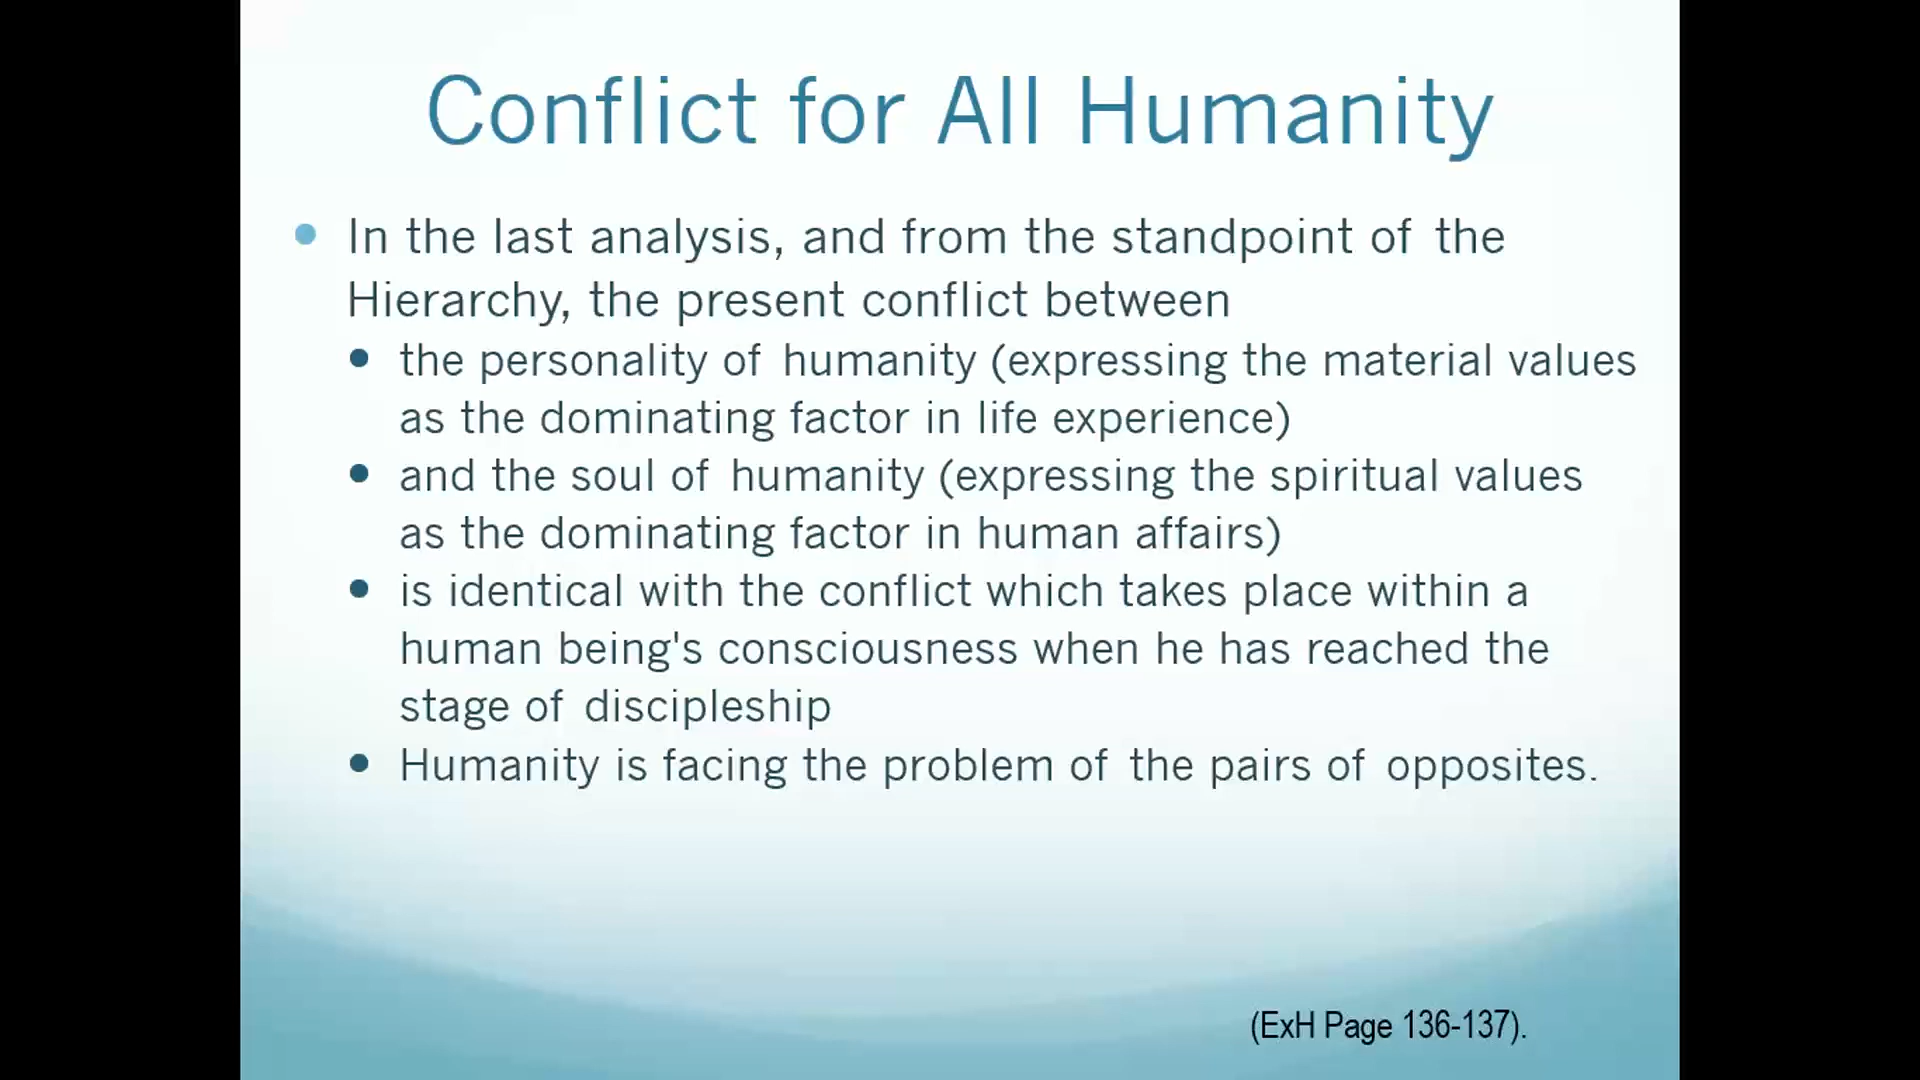 Conflict for All Humanity
In the last analysis, and from the standpoint of the
Hierarchy, the present conflict between
the personality of humanity (expressing the material values
as the dominating factor in life experience)
and the soul of humanity (expressing the spiritual values
as the dominating factor in human affairs)
is identical with the conflict which takes place within a
human being's consciousness when he has reached the
stage of discipleship
Humanity is facing the problem of the pairs of opposites.
(ExH Page 136-137).